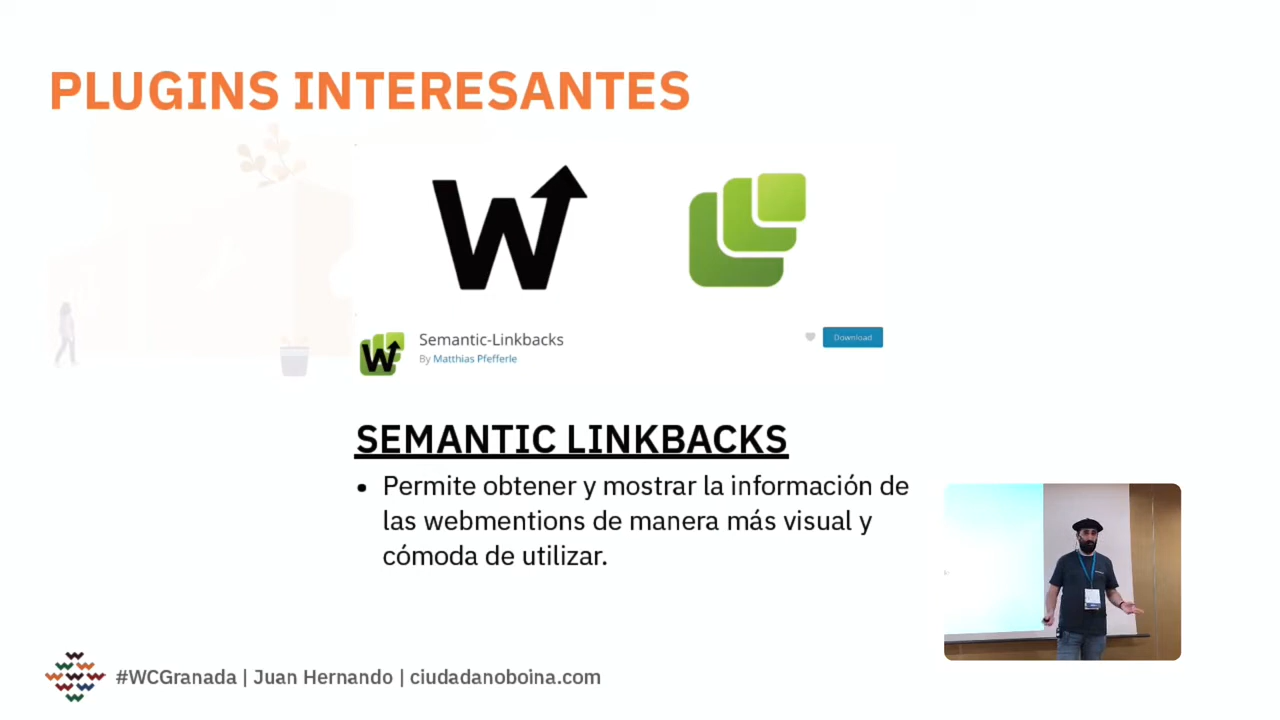 PLUGINS INTERESANTES
W
W
Semantic-Linkbacks
By Matthias Pfefferle
Download
SEMANTIC LINKBACKS
• Permite obtener y mostrar la información de
las webmentions de manera más visual y
cómoda de utilizar.
#WCGranada | Juan Hernando | ciudadanoboina.com